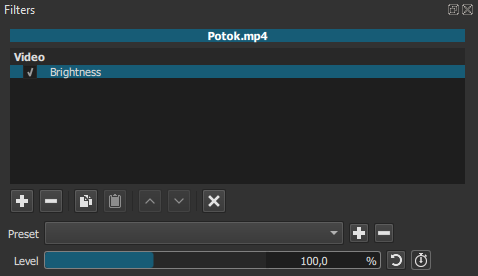 Filters
Potok.mp4
Video
Brightness
Preset
Level 100,0 %